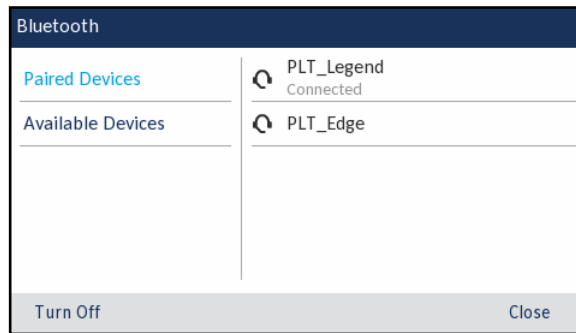 Bluetooth
Paired Devices
Available Devices
PLT_Legend
Connected
PLT_Edge
Turn Off
Close